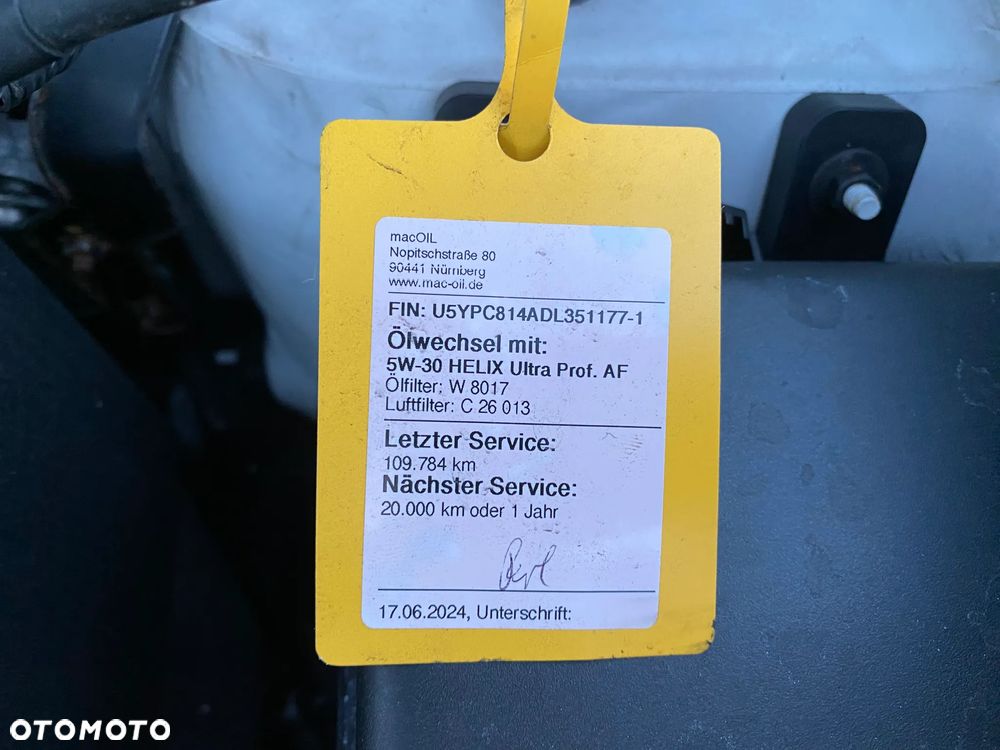 macOIL
Nopitschstraße 80
90441 Nürnberg
www.mac-oil.de
FIN: U5YPC814ADL351177-1
Ölwechsel mit:
5W-30 HELIX Ultra Prof. AF
Ölfilter: W 8017
Luftfilter: C 26 013
Letzter Service:
109.784 km
Nächster Service:
20.000 km oder 1 Jahr
17.06.2024, Unterschrift:
OTOMOTO